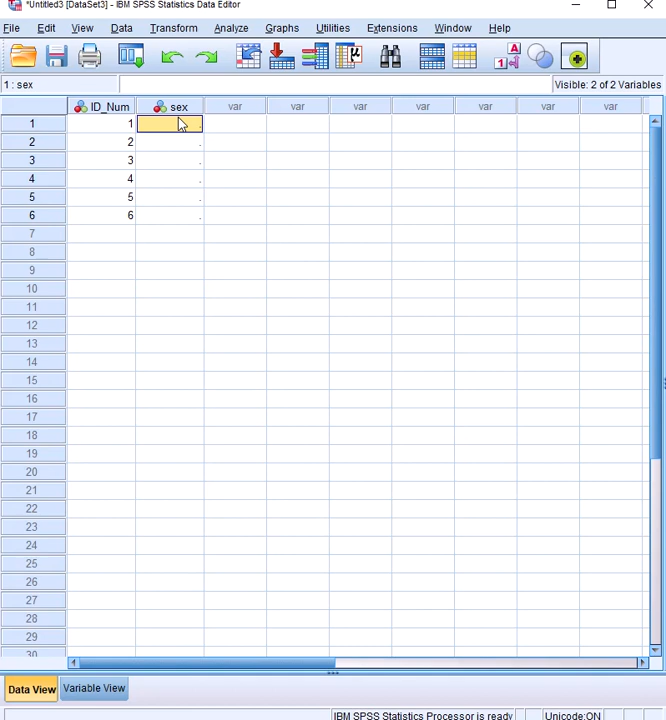 *Untitled3 [DataSet3] - IBM SPSS Statistics Data Editor
File Edit View Data Transform Analyze Graphs Utilities Extensions Window Help
1 : sex Visible: 2 of 2 Variables
ID_Num sex var var var var var var var
1 1 .
2 2 .
3 3 .
4 4 .
5 5 .
6 6 .
7
8
9
10
11
12
13
14
15
16
17
18
19
20
21
22
23
24
25
26
27
28
29
30
Data View Variable View
IBM SPSS Statistics Processor is ready Unicode:ON